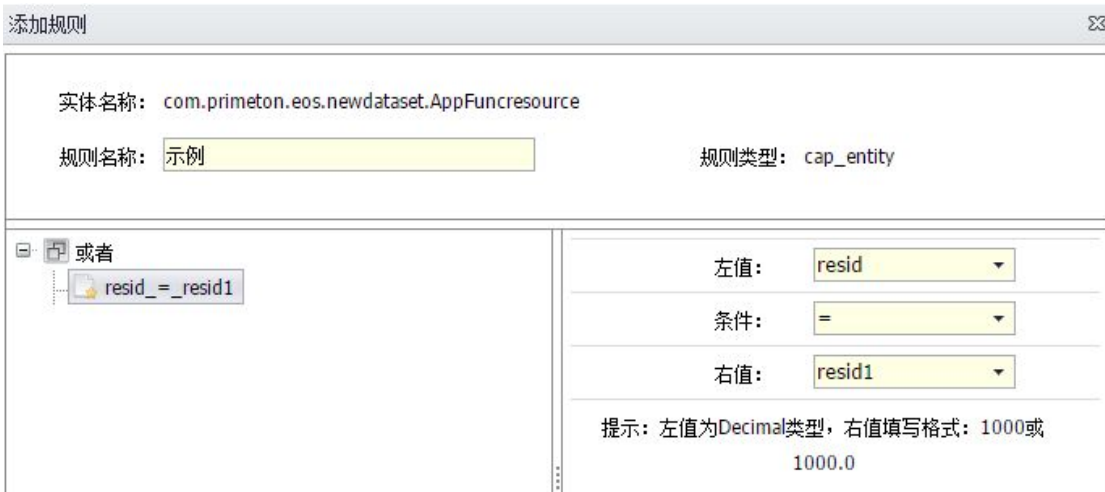 添加规则
实体名称： com.primeton.eos.newdataset.AppFuncresource
规则名称： 示例 规则类型： cap_entity
或者
resid_=_resid1
左值： resid
条件： =
右值： resid1
提示：左值为Decimal类型，右值填写格式：1000或
1000.0